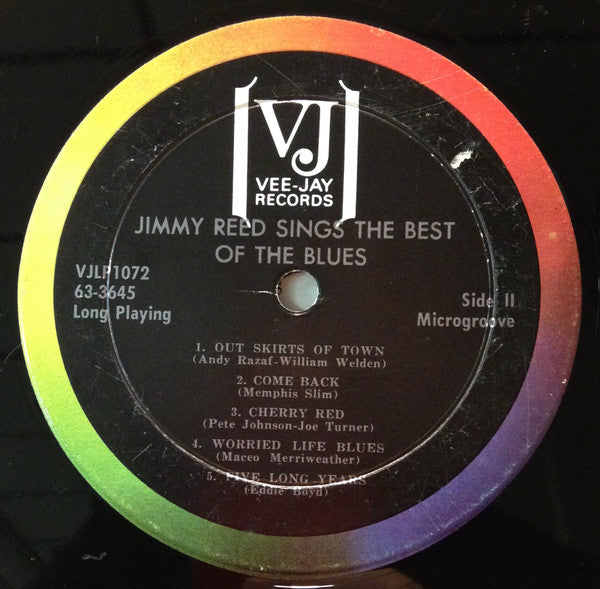 VJ
VEE-JAY
RECORDS
JIMMY REED SINGS THE BEST
OF THE BLUES
VJLP1072
63-3645
Long Playing
Side II
Microgroove
1. OUT SKIRTS OF TOWN
(Andy Razaf-William Welden)
2. COME BACK
(Memphis Slim)
3. CHERRY RED
(Pete Johnson-Joe Turner)
4. WORRIED LIFE BLUES
(Maceo Merriweather)
5. FIVE LONG YEARS
(Eddie Boyd)